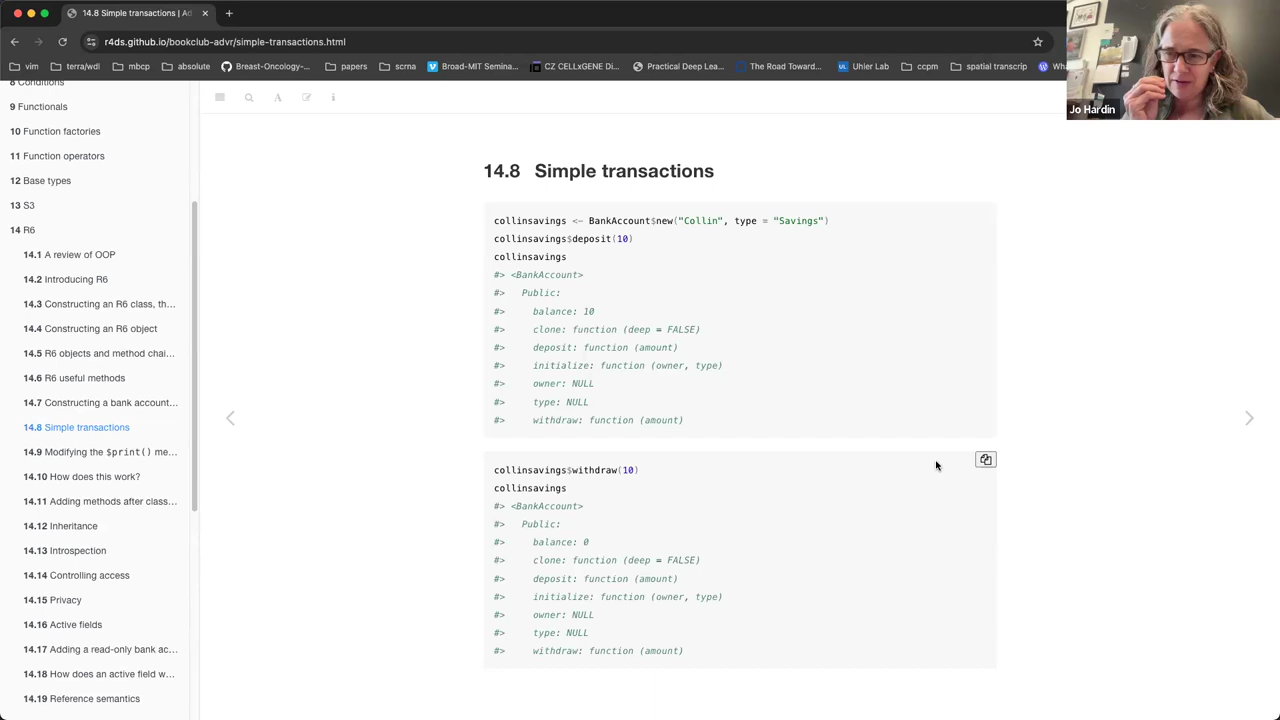 14.8 Simple transactions | Ad
r4ds.github.io/bookclub-advr/simple-transactions.html
vim
terra/wdl
mbcp
absolute
Breast-Oncology-...
papers
scrna
Broad-MIT Semina...
CZ CELLxGENE Di...
Practical Deep Lea...
The Road Toward...
Uhler Lab
ccpm
spatial transcrip
Jo Hardin
8 Conditions
9 Functionals
10 Function factories
11 Function operators
12 Base types
13 S3
14 R6
14.1 A review of OOP
14.2 Introducing R6
14.3 Constructing an R6 class, th...
14.4 Constructing an R6 object
14.5 R6 objects and method chai...
14.6 R6 useful methods
14.7 Constructing a bank account...
14.8 Simple transactions
14.9 Modifying the $print() me...
14.10 How does this work?
14.11 Adding methods after class...
14.12 Inheritance
14.13 Introspection
14.14 Controlling access
14.15 Privacy
14.16 Active fields
14.17 Adding a read-only bank ac...
14.18 How does an active field w...
14.19 Reference semantics
14.8 Simple transactions
collinsavings <- BankAccount$new("Collin", type = "Savings")
collinsavings$deposit(10)
collinsavings
#> <BankAccount>
#>   Public:
#>     balance: 10
#>     clone: function (deep = FALSE)
#>     deposit: function (amount)
#>     initialize: function (owner, type)
#>     owner: NULL
#>     type: NULL
#>     withdraw: function (amount)
collinsavings$withdraw(10)
collinsavings
#> <BankAccount>
#>   Public:
#>     balance: 0
#>     clone: function (deep = FALSE)
#>     deposit: function (amount)
#>     initialize: function (owner, type)
#>     owner: NULL
#>     type: NULL
#>     withdraw: function (amount)